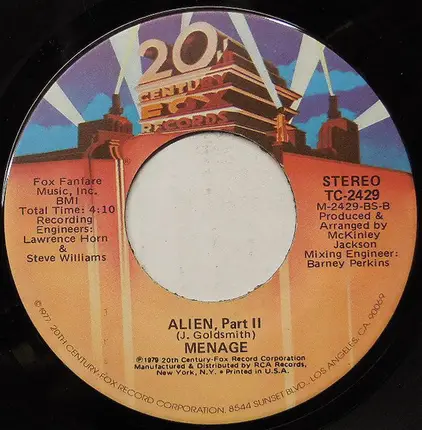 20
CENTURY
FOX
RECORDS
Fox Fanfare
Music, Inc.
BMI
Total Time: 4:10
Recording
Engineers:
Lawrence Horn &
Steve Williams
STEREO
TC-2429
M-2429-BS-B
Produced &
Arranged by
McKinley
Jackson
Mixing Engineer:
Barney Perkins
ALIEN, Part II
(J. Goldsmith)
MENAGE
℗1979 20th Century-Fox Record Corporation
Manufactured & Distributed by RCA Records,
New York, N.Y. • Printed in U.S.A.
©1977, 20TH CENTURY-FOX RECORD CORPORATION, 8544 SUNSET BLVD., LOS ANGELES, CA. 90069